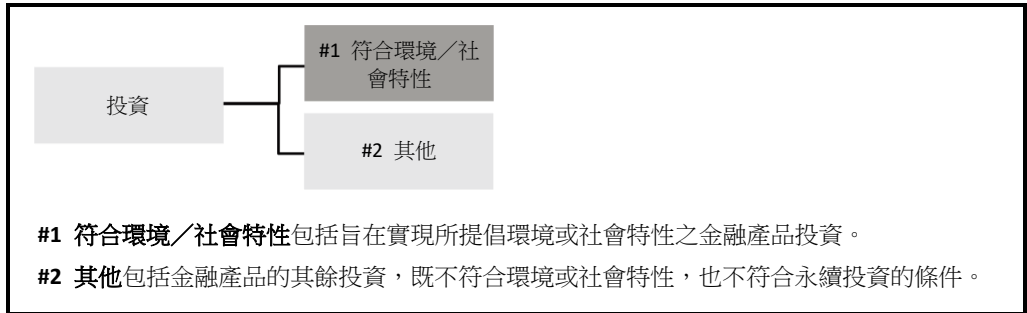 #1 符合環境／社
會特性
投資
#2 其他
#1 符合環境／社會特性包括旨在實現所提倡環境或社會特性之金融產品投資。
#2 其他包括金融產品的其餘投資，既不符合環境或社會特性，也不符合永續投資的條件。